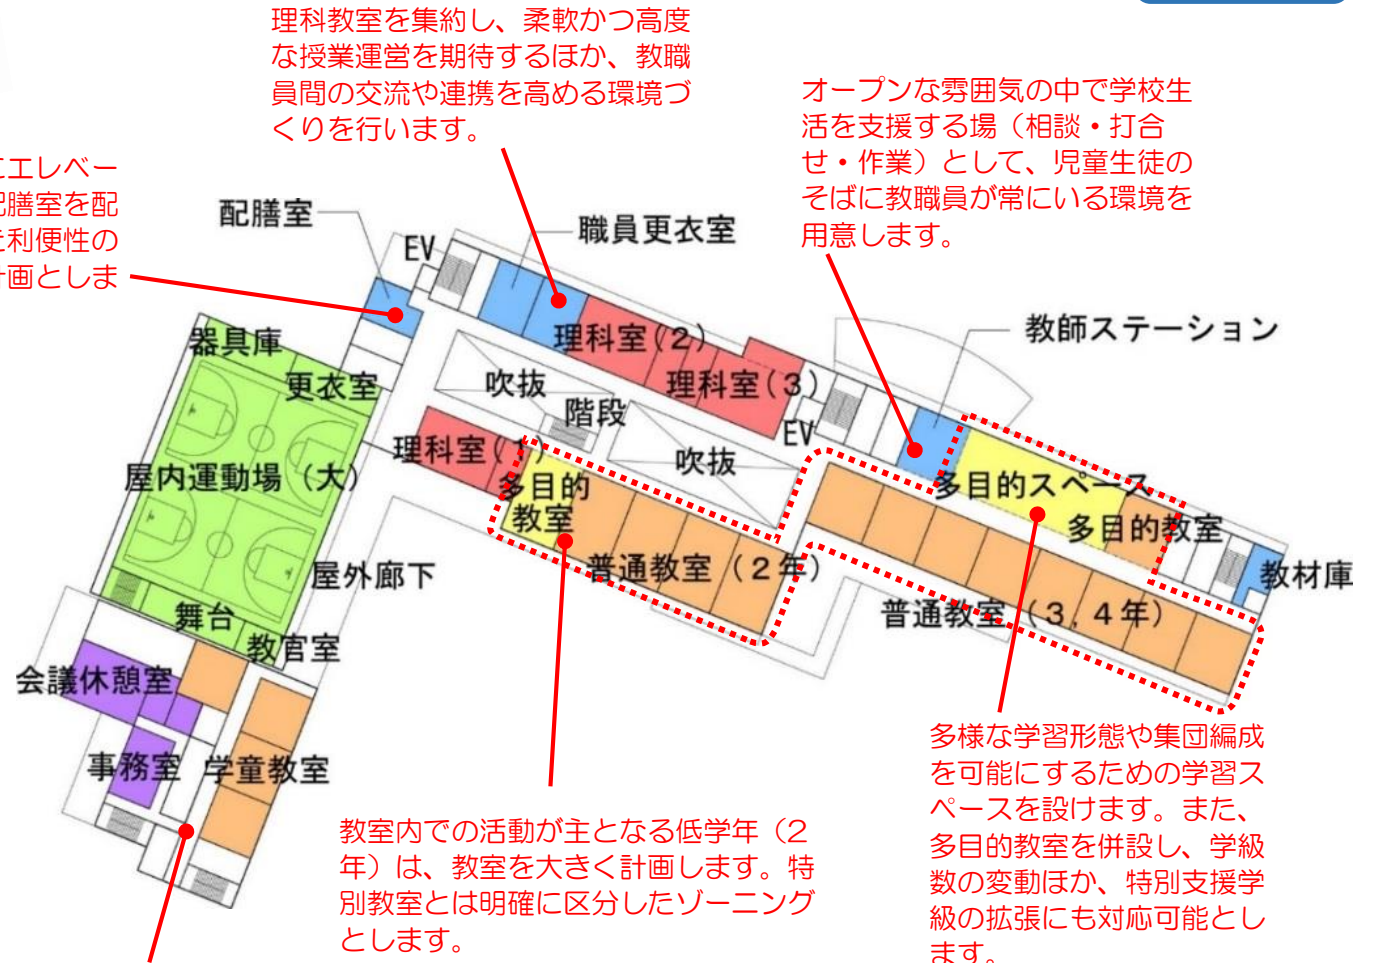 理科教室を集約し、柔軟かつ高度
な授業運営を期待するほか、教職
員間の交流や連携を高める環境づ
くりを行います。
オープンな雰囲気の中で学校生
活を支援する場（相談・打合
せ・作業）として、児童生徒の
そばに教職員が常にいる環境を
用意します。
にエレベー
配膳室を配
利便性の
計画としま
配膳室
EV
職員更衣室
教師ステーション
器具庫
更衣室
理科室(2)
吹抜
理科室(3)
階段
EV
理科室(1)
吹抜
屋内運動場（大）
多目的
教室
多目的スペース
多目的教室
普通教室（2年）
屋外廊下
教材庫
舞台
普通教室（3,4年）
教官室
会議休憩室
事務室
学童教室
教室内での活動が主となる低学年（2
年）は、教室を大きく計画します。特
別教室とは明確に区分したゾーニング
とします。
多様な学習形態や集団編成
を可能にするための学習ス
ペースを設けます。また、
多目的教室を併設し、学級
数の変動ほか、特別支援学
級の拡張にも対応可能とし
ます。